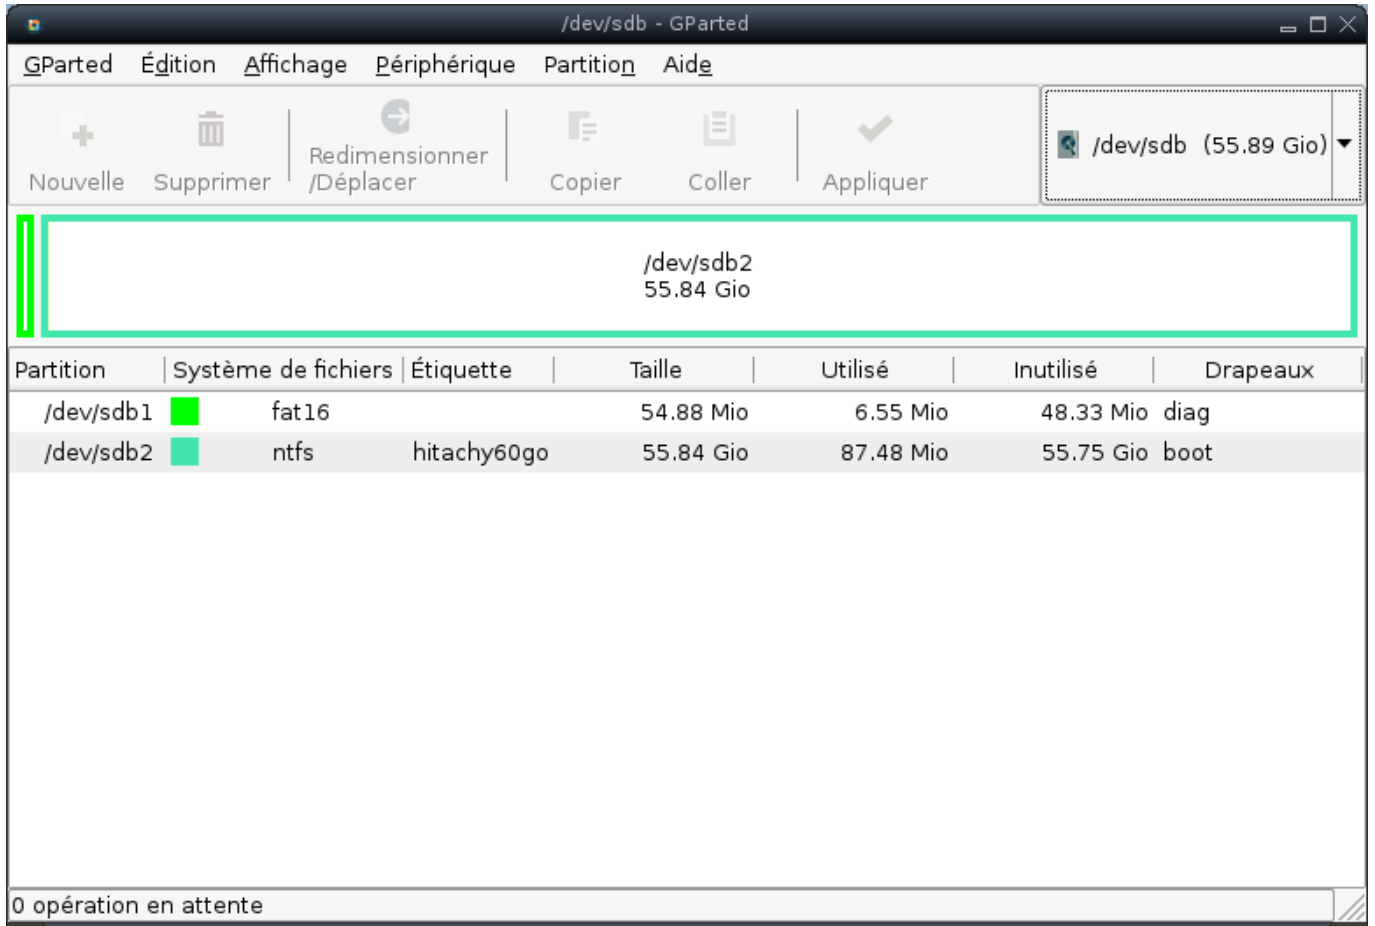 /dev/sdb - GParted
GParted Édition Affichage Périphérique Partition Aide
Nouvelle Supprimer Redimensionner
/Déplacer Copier Coller Appliquer /dev/sdb (55.89 Gio)
/dev/sdb2
55.84 Gio
Partition Système de fichiers Étiquette Taille Utilisé Inutilisé Drapeaux
/dev/sdb1 fat16 54.88 Mio 6.55 Mio 48.33 Mio diag
/dev/sdb2 ntfs hitachy60go 55.84 Gio 87.48 Mio 55.75 Gio boot
0 opération en attente